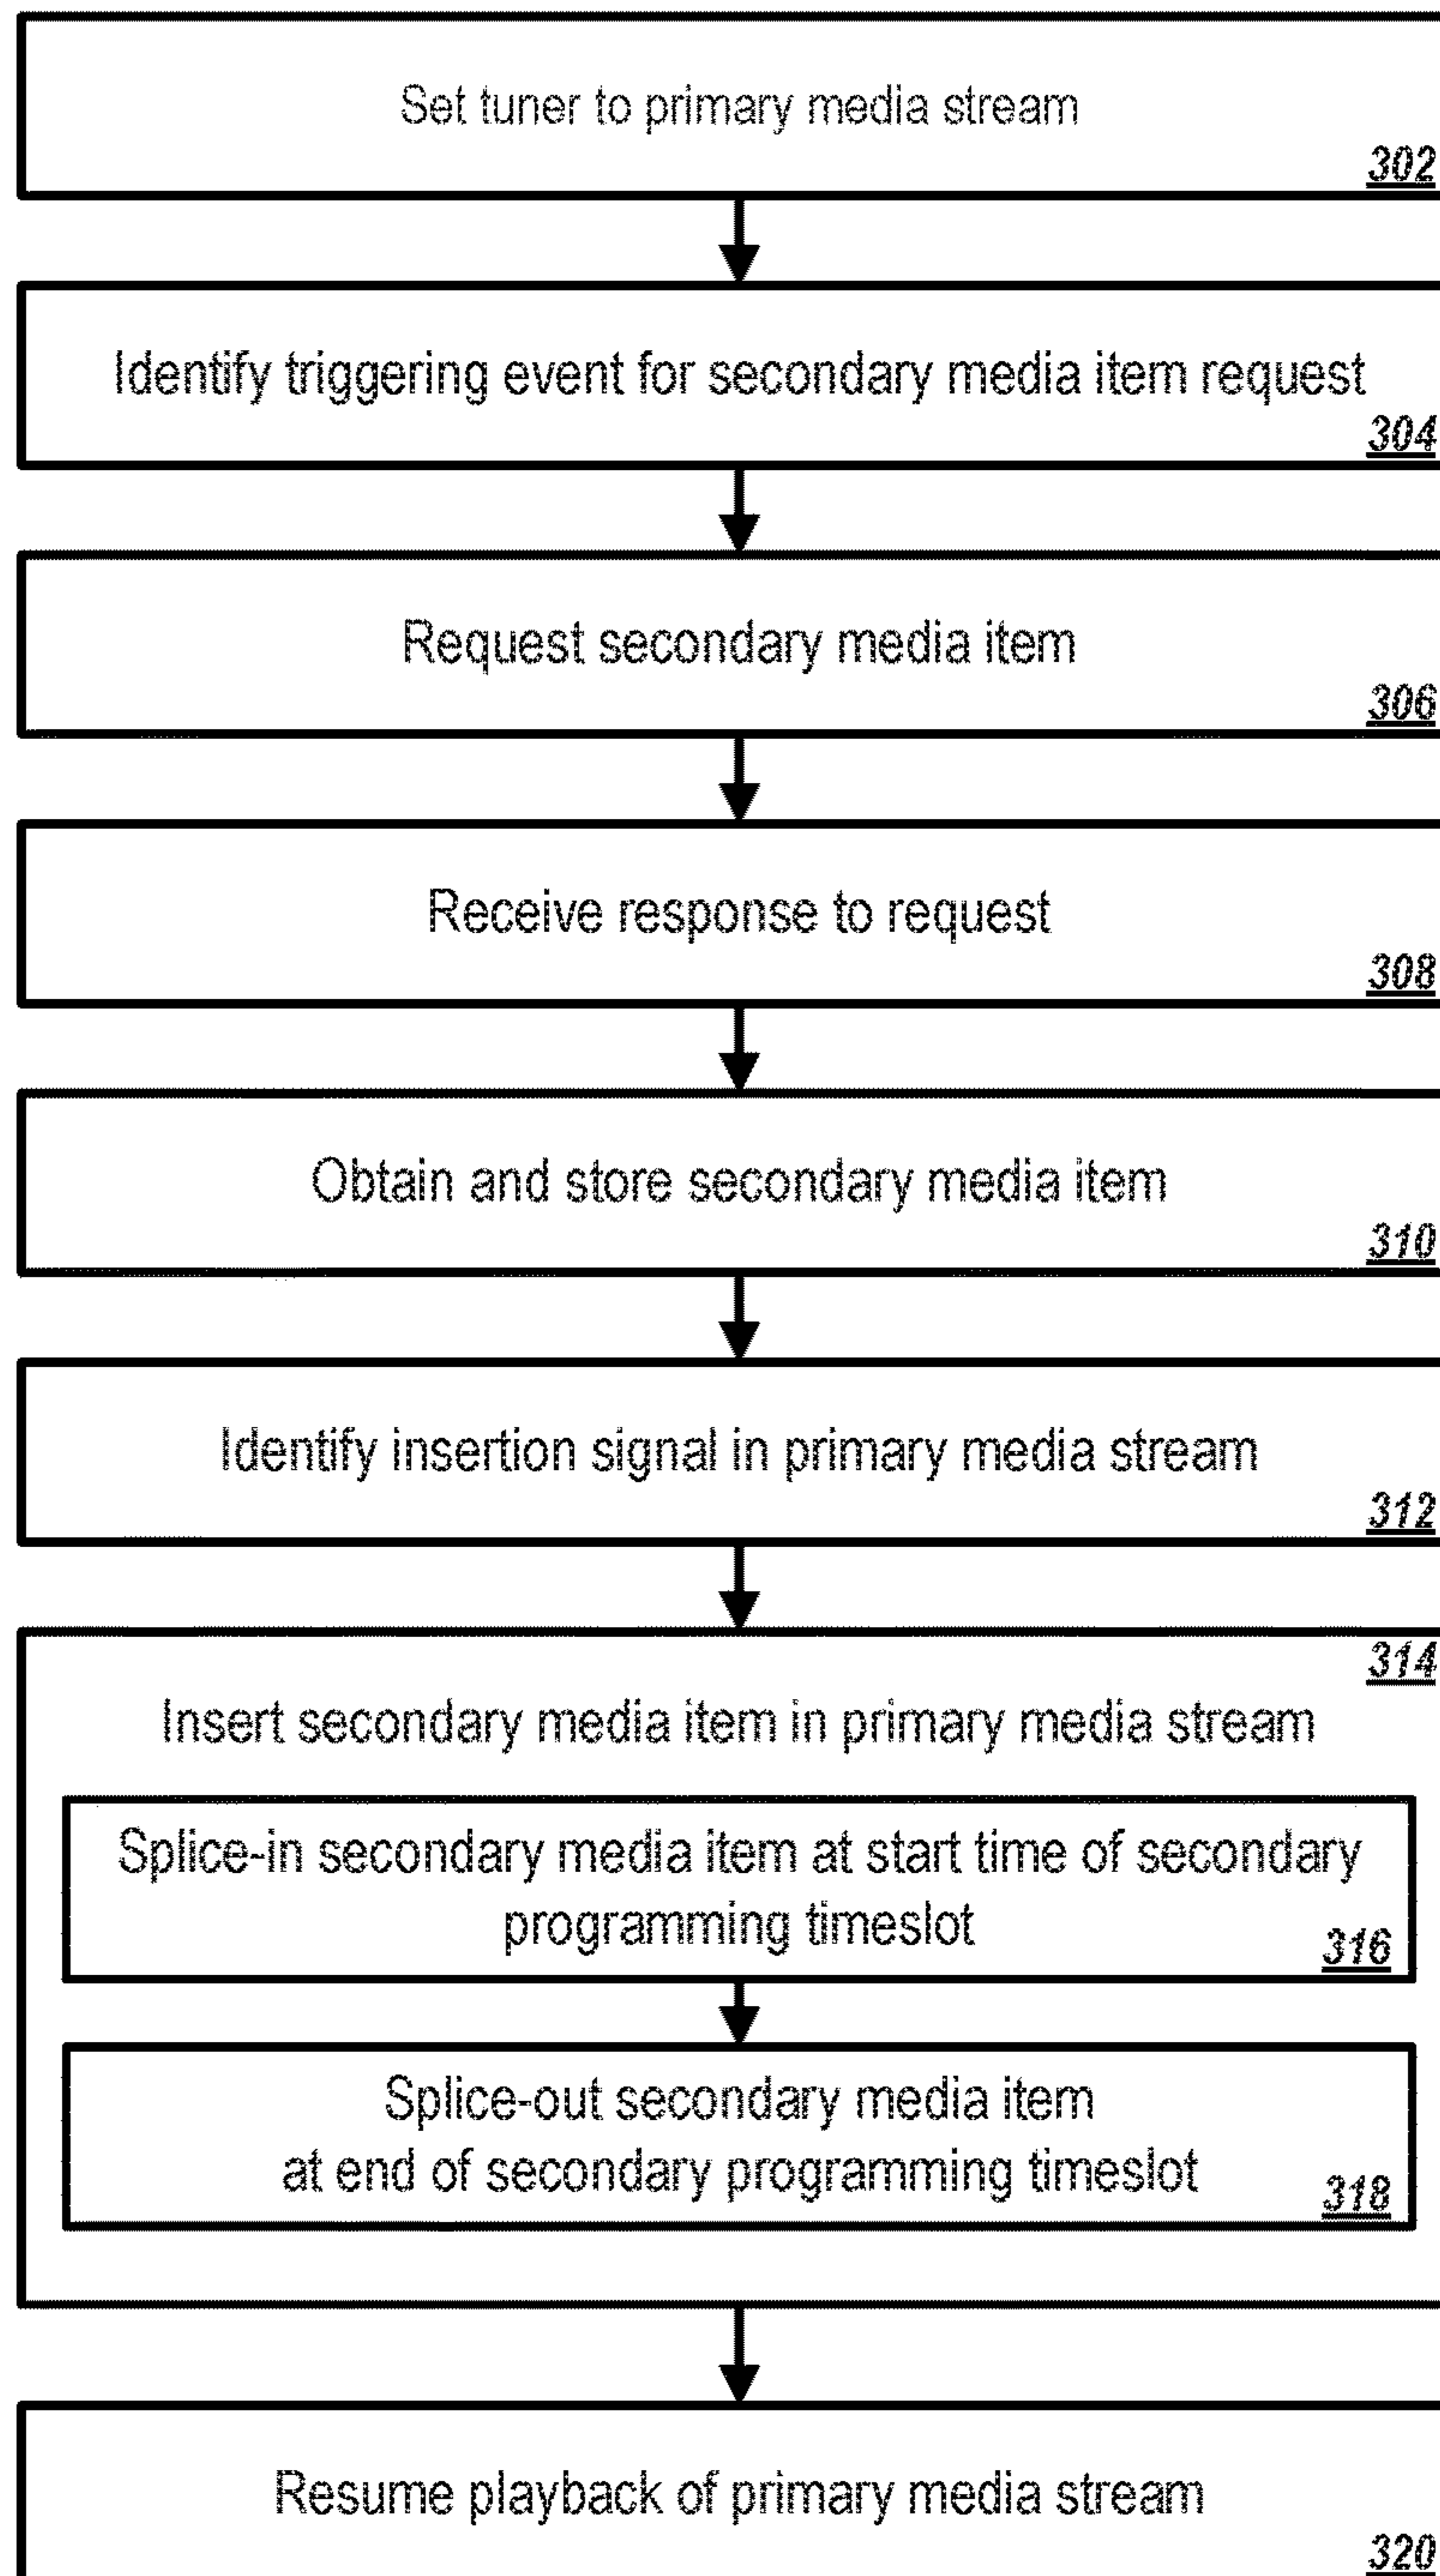 Set tuner to primary media stream
302
Identify triggering event for secondary media item request
304
Request secondary media item
306
Receive response to request
308
Obtain and store secondary media item
310
Identify insertion signal in primary media stream
312
314
Insert secondary media item in primary media stream
Splice-in secondary media item at start time of secondary
programming timeslot
316
Splice-out secondary media item
at end of secondary programming timeslot
318
Resume playback of primary media stream
320